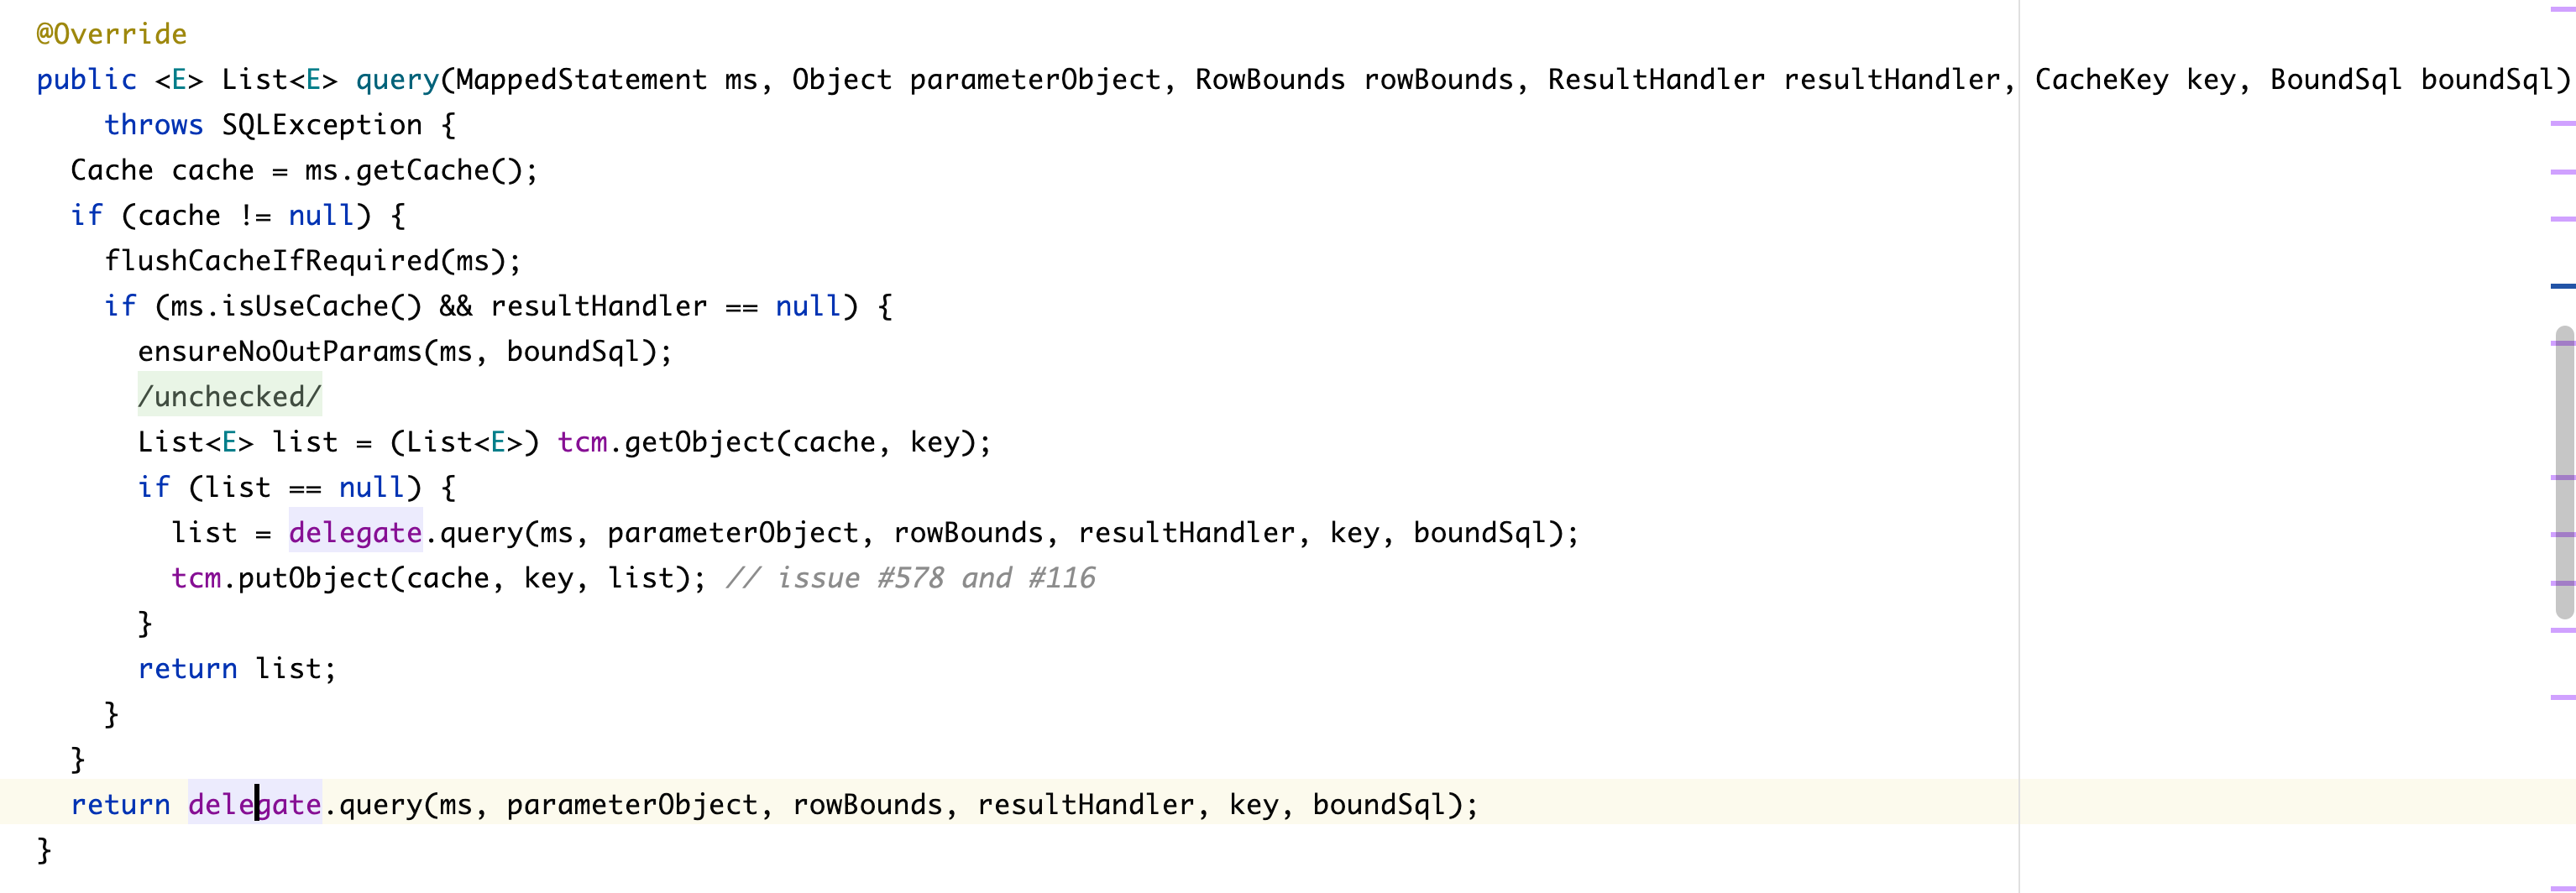 @Override
public <E> List<E> query(MappedStatement ms, Object parameterObject, RowBounds rowBounds, ResultHandler resultHandler, CacheKey key, BoundSql boundSql)
    throws SQLException {
  Cache cache = ms.getCache();
  if (cache != null) {
    flushCacheIfRequired(ms);
    if (ms.isUseCache() && resultHandler == null) {
      ensureNoOutParams(ms, boundSql);
      /unchecked/
      List<E> list = (List<E>) tcm.getObject(cache, key);
      if (list == null) {
        list = delegate.query(ms, parameterObject, rowBounds, resultHandler, key, boundSql);
        tcm.putObject(cache, key, list); // issue #578 and #116
      }
      return list;
    }
  }
  return delegate.query(ms, parameterObject, rowBounds, resultHandler, key, boundSql);
}